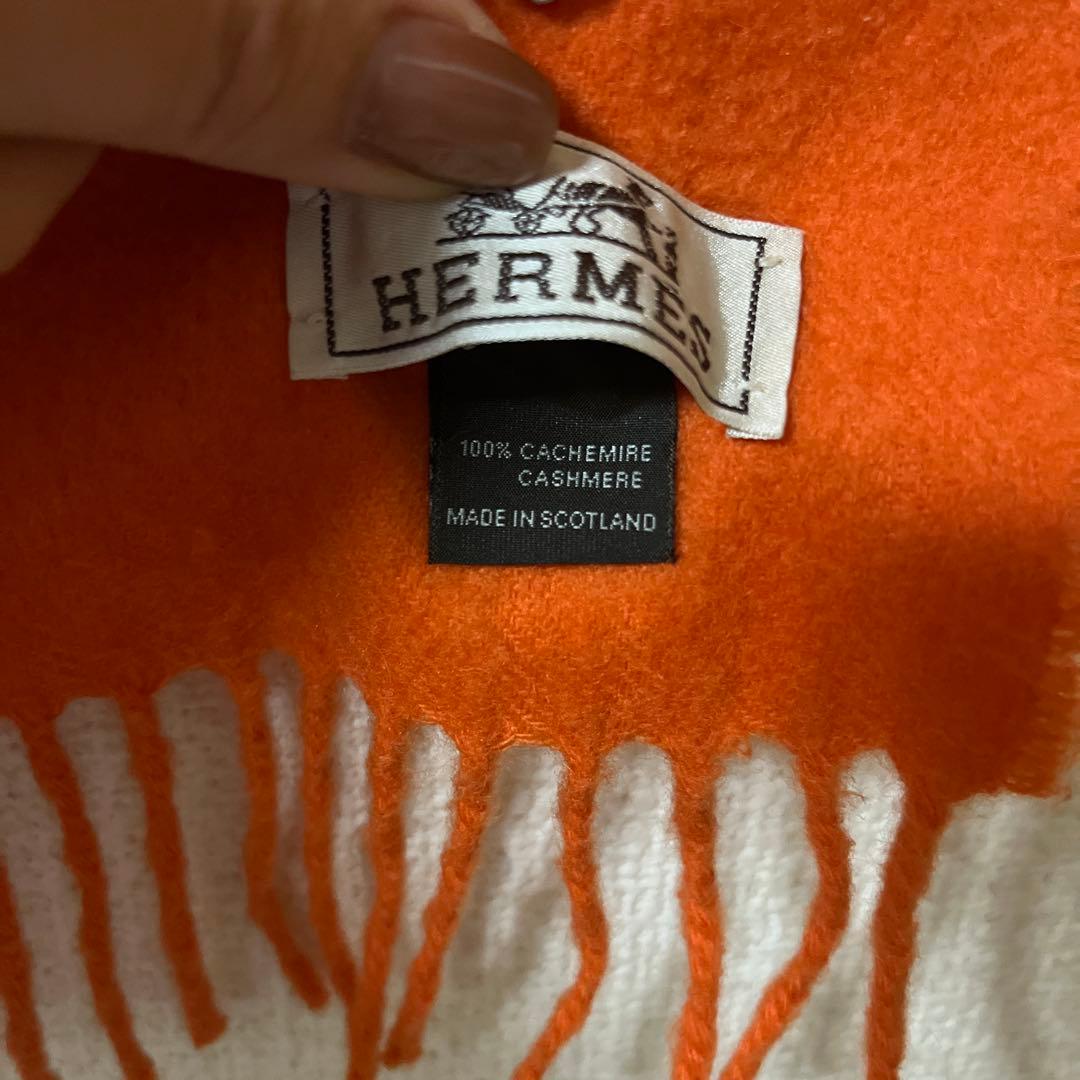 HERMES
100% CACHEMIRE
CASHMERE
MADE IN SCOTLAND